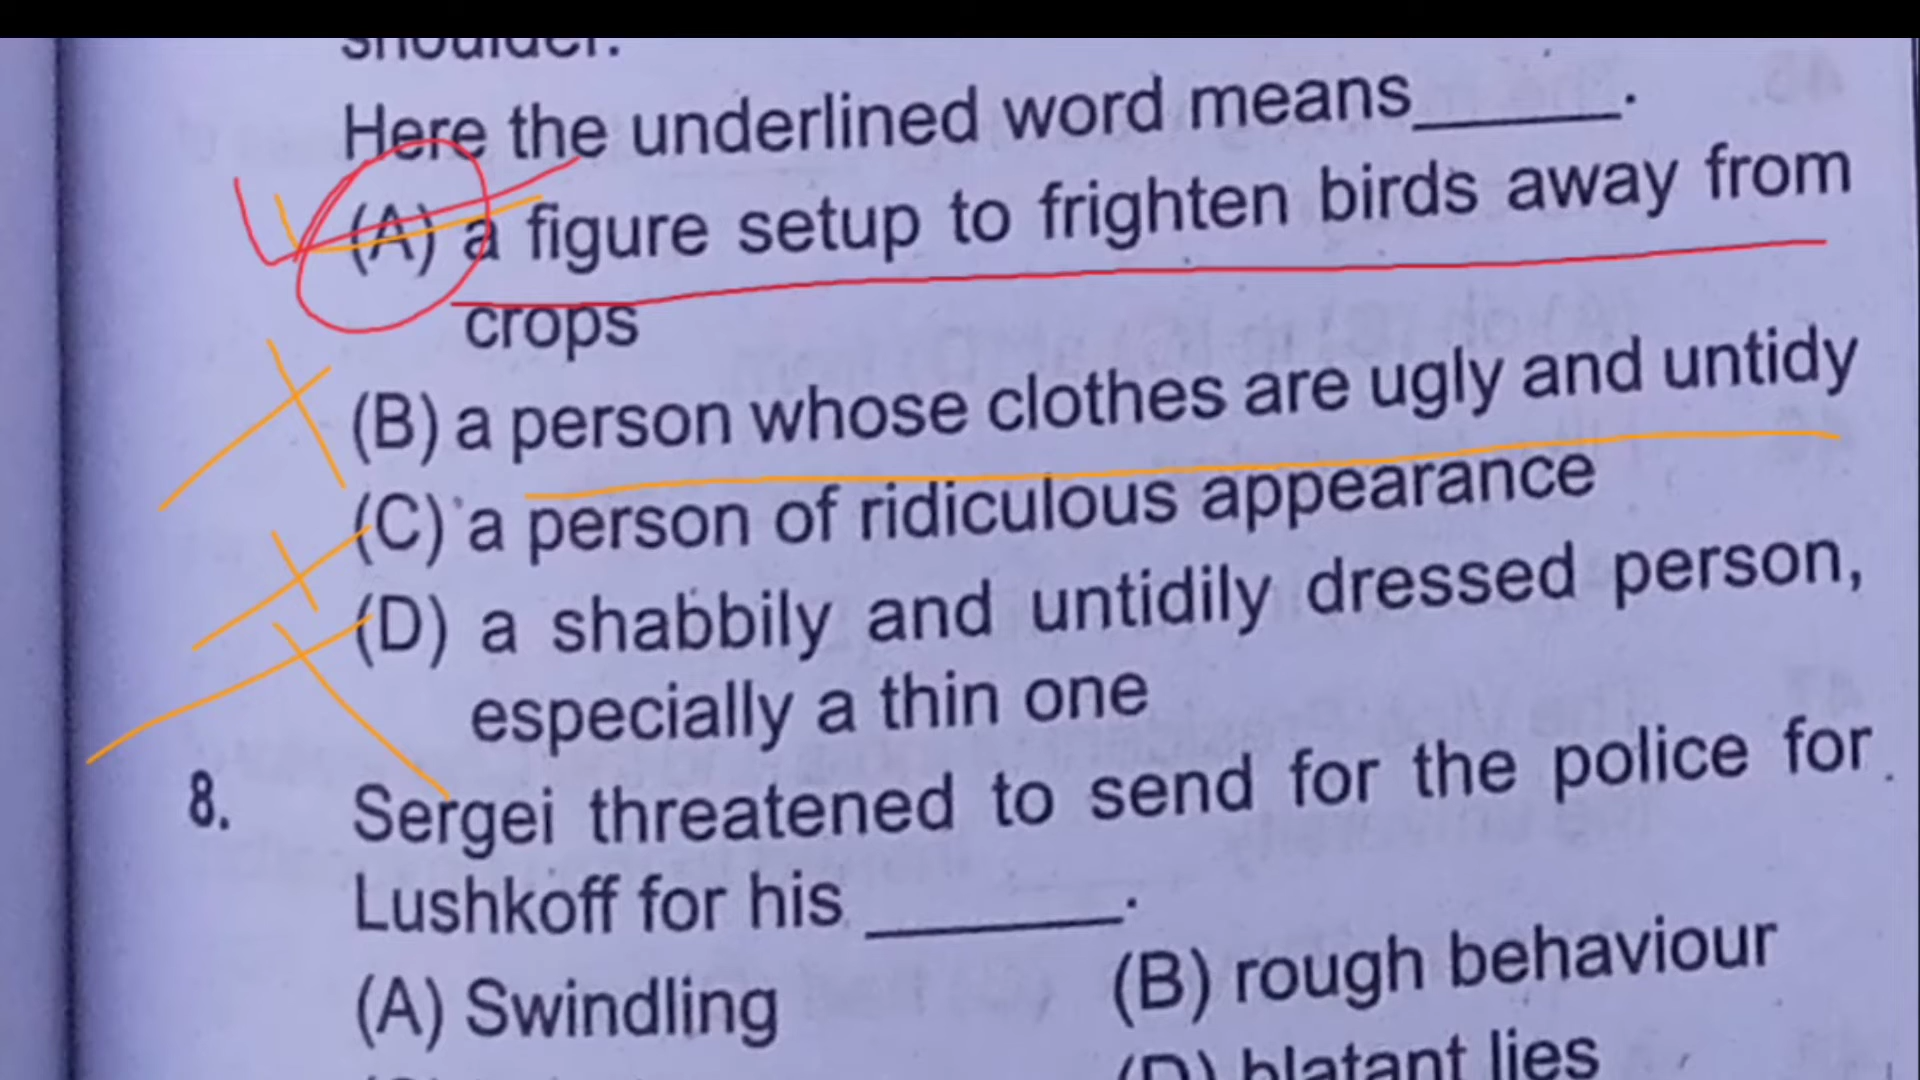 shoulder.
Here the underlined word means______.
(A) a figure setup to frighten birds away from
crops
(B) a person whose clothes are ugly and untidy
(C) a person of ridiculous appearance
(D) a shabbily and untidily dressed person,
especially a thin one
8. Sergei threatened to send for the police for
Lushkoff for his ________.
(A) Swindling (B) rough behaviour
(D) blatant lies